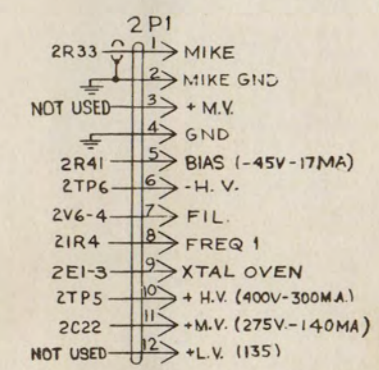 2P1
2R33 1 MIKE
2 MIKE GND
NOT USED 3 + M.V.
4 GND
2R41 5 BIAS (-45V-17MA)
2TP6 6 -H.V.
2V6-4 7 FIL.
2IR4 8 FREQ 1
2E1-3 9 XTAL OVEN
2TP5 10 + H.V. (400V-300MA.)
2C22 11 +M.V. (275V.-140MA)
NOT USED 12 +L.V. (135)